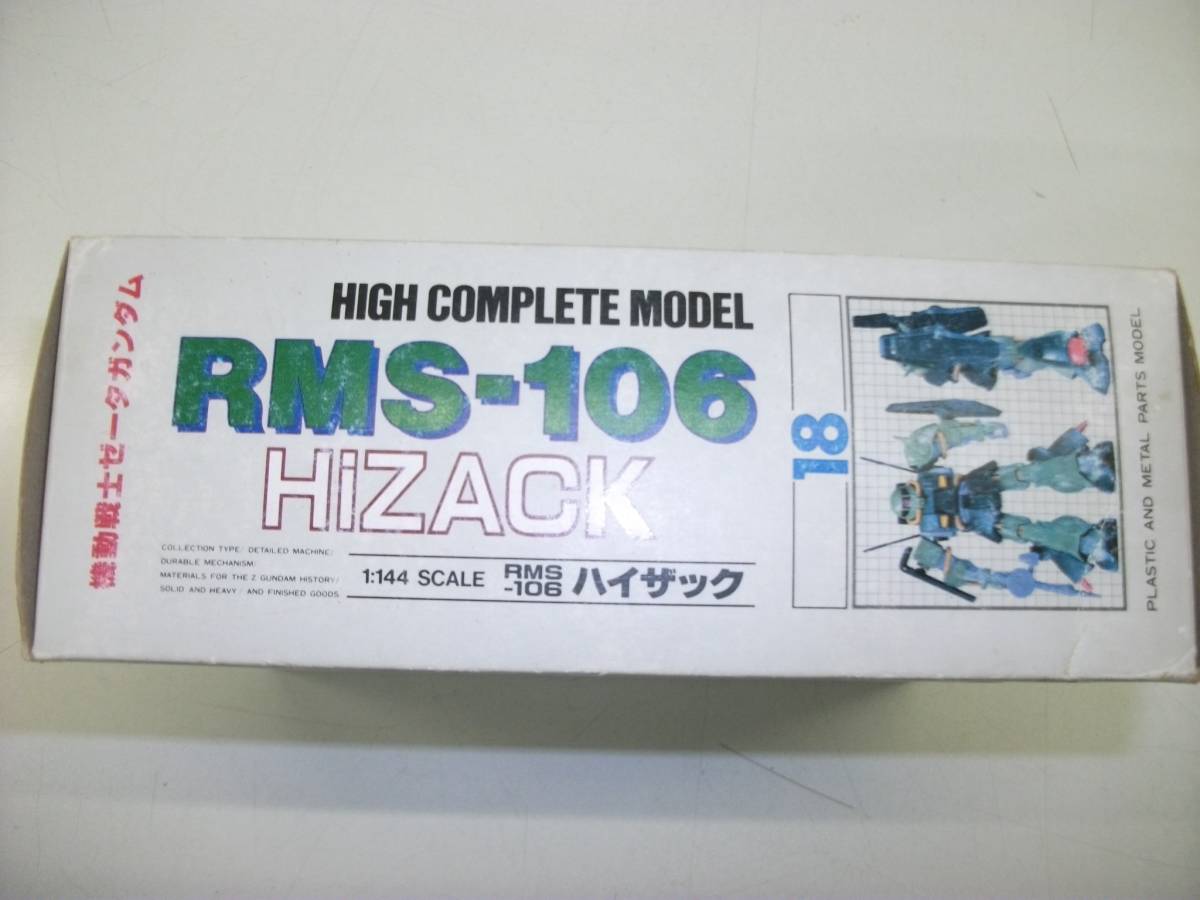 機動戦士ゼータガンダム
HIGH COMPLETE MODEL
RMS-106
HiZACK
COLLECTION TYPE/ DETAILED MACHINE/
DURABLE MECHANISM/
MATERIALS FOR THE Z GUNDAM HISTORY/
SOLID AND HEAVY/ AND FINISHED GOODS
1:144 SCALE RMS
-106 ハイザック
18
PLASTIC AND METAL PARTS MODEL